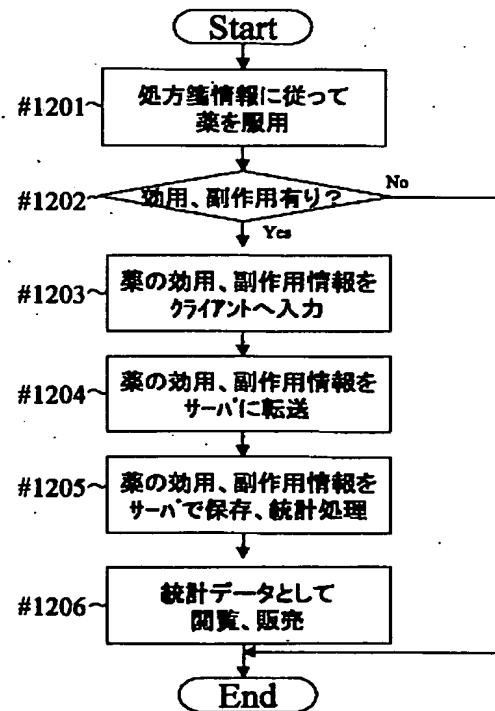 Start
#1201~
処方箋情報に従って
薬を服用
#1202~
効用、副作用有り?
No
Yes
#1203~
薬の効用、副作用情報を
クライアントへ入力
#1204~
薬の効用、副作用情報を
サーバに転送
#1205~
薬の効用、副作用情報を
サーバで保存、統計処理
#1206~
統計データとして
閲覧、販売
End